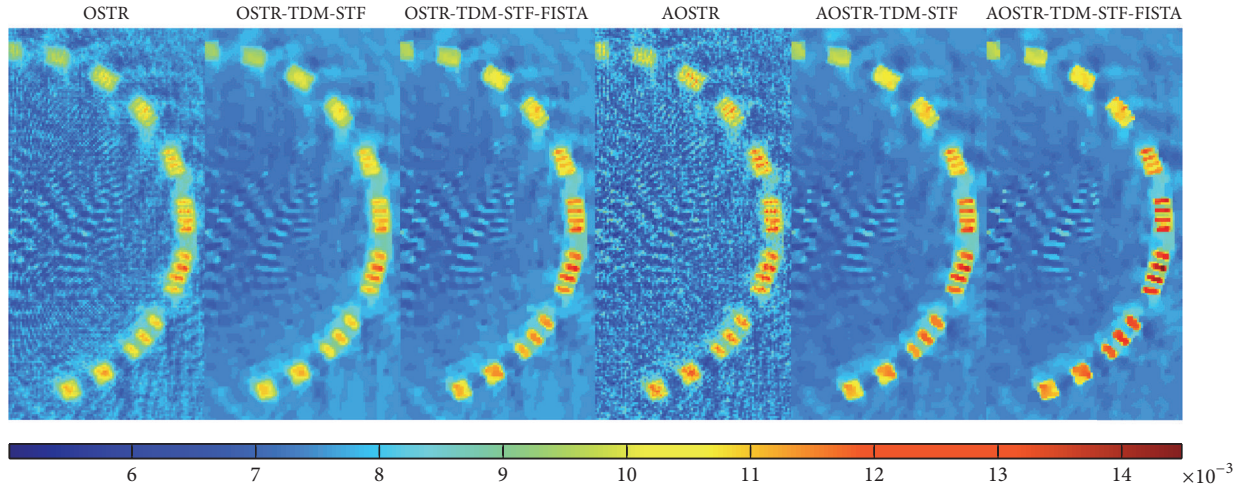 OSTR OSTR-TDM-STF OSTR-TDM-STF-FISTA AOSTR AOSTR-TDM-STF AOSTR-TDM-STF-FISTA
6 7 8 9 10 11 12 13 14 ×10⁻³